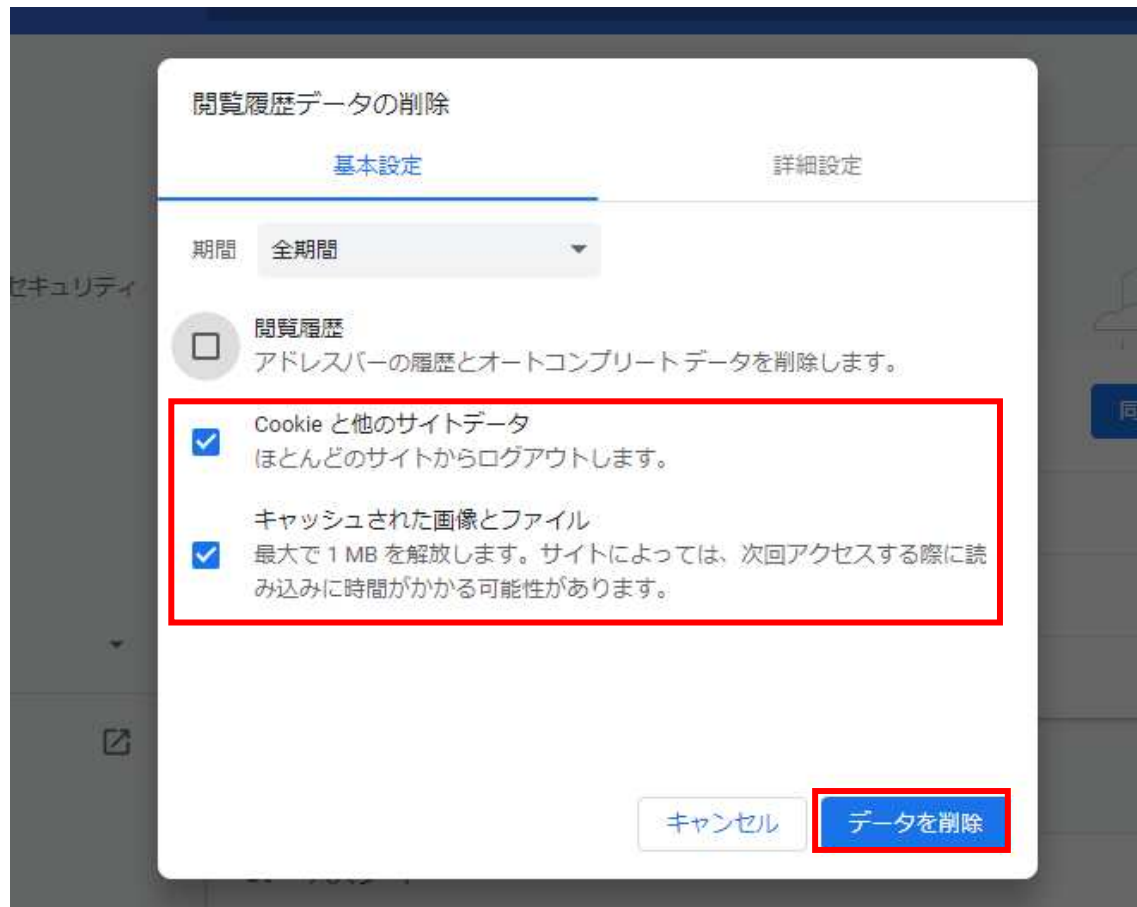 閲覧履歴データの削除
基本設定
詳細設定
期間
全期間
セキュリティ
閲覧履歴
アドレスバーの履歴とオートコンプリート データを削除します。
Cookie と他のサイトデータ
ほとんどのサイトからログアウトします。
キャッシュされた画像とファイル
最大で 1 MB を解放します。サイトによっては、次回アクセスする際に読
み込みに時間がかかる可能性があります。
キャンセル
データを削除